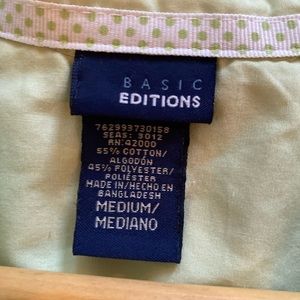 BASIC
EDITIONS
762993730158
SEAS: 3012
RN: 42000
55% COTTON/
ALGODÓN
45% POLYESTER/
POLIÉSTER
MADE IN/HECHO EN
BANGLADESH
MEDIUM/
MEDIANO